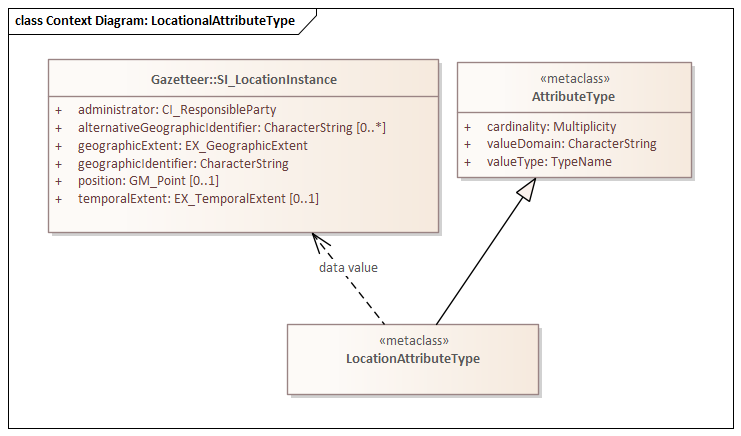 class Context Diagram: LocationalAttributeType
Gazetteer::SI_LocationInstance
+ administrator: CI_ResponsibleParty
+ alternativeGeographicIdentifier: CharacterString [0..*]
+ geographicExtent: EX_GeographicExtent
+ geographicIdentifier: CharacterString
+ position: GM_Point [0..1]
+ temporalExtent: EX_TemporalExtent [0..1]
«metaclass»
AttributeType
+ cardinality: Multiplicity
+ valueDomain: CharacterString
+ valueType: TypeName
data value
«metaclass»
LocationAttributeType